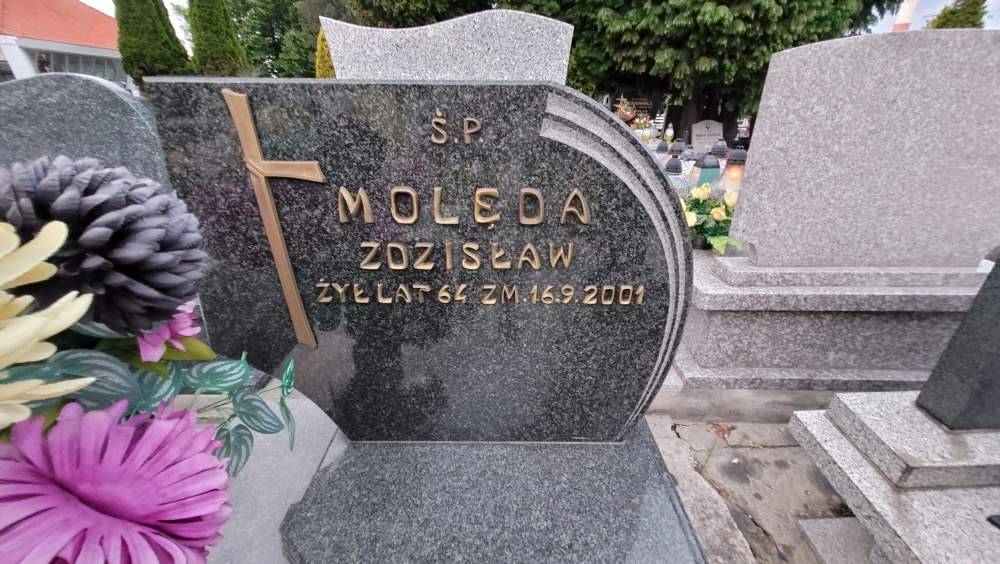 Ś.P.
MOLĘDA
ZDZISŁAW
ŻYŁ LAT 64 ZM. 16.9.2001